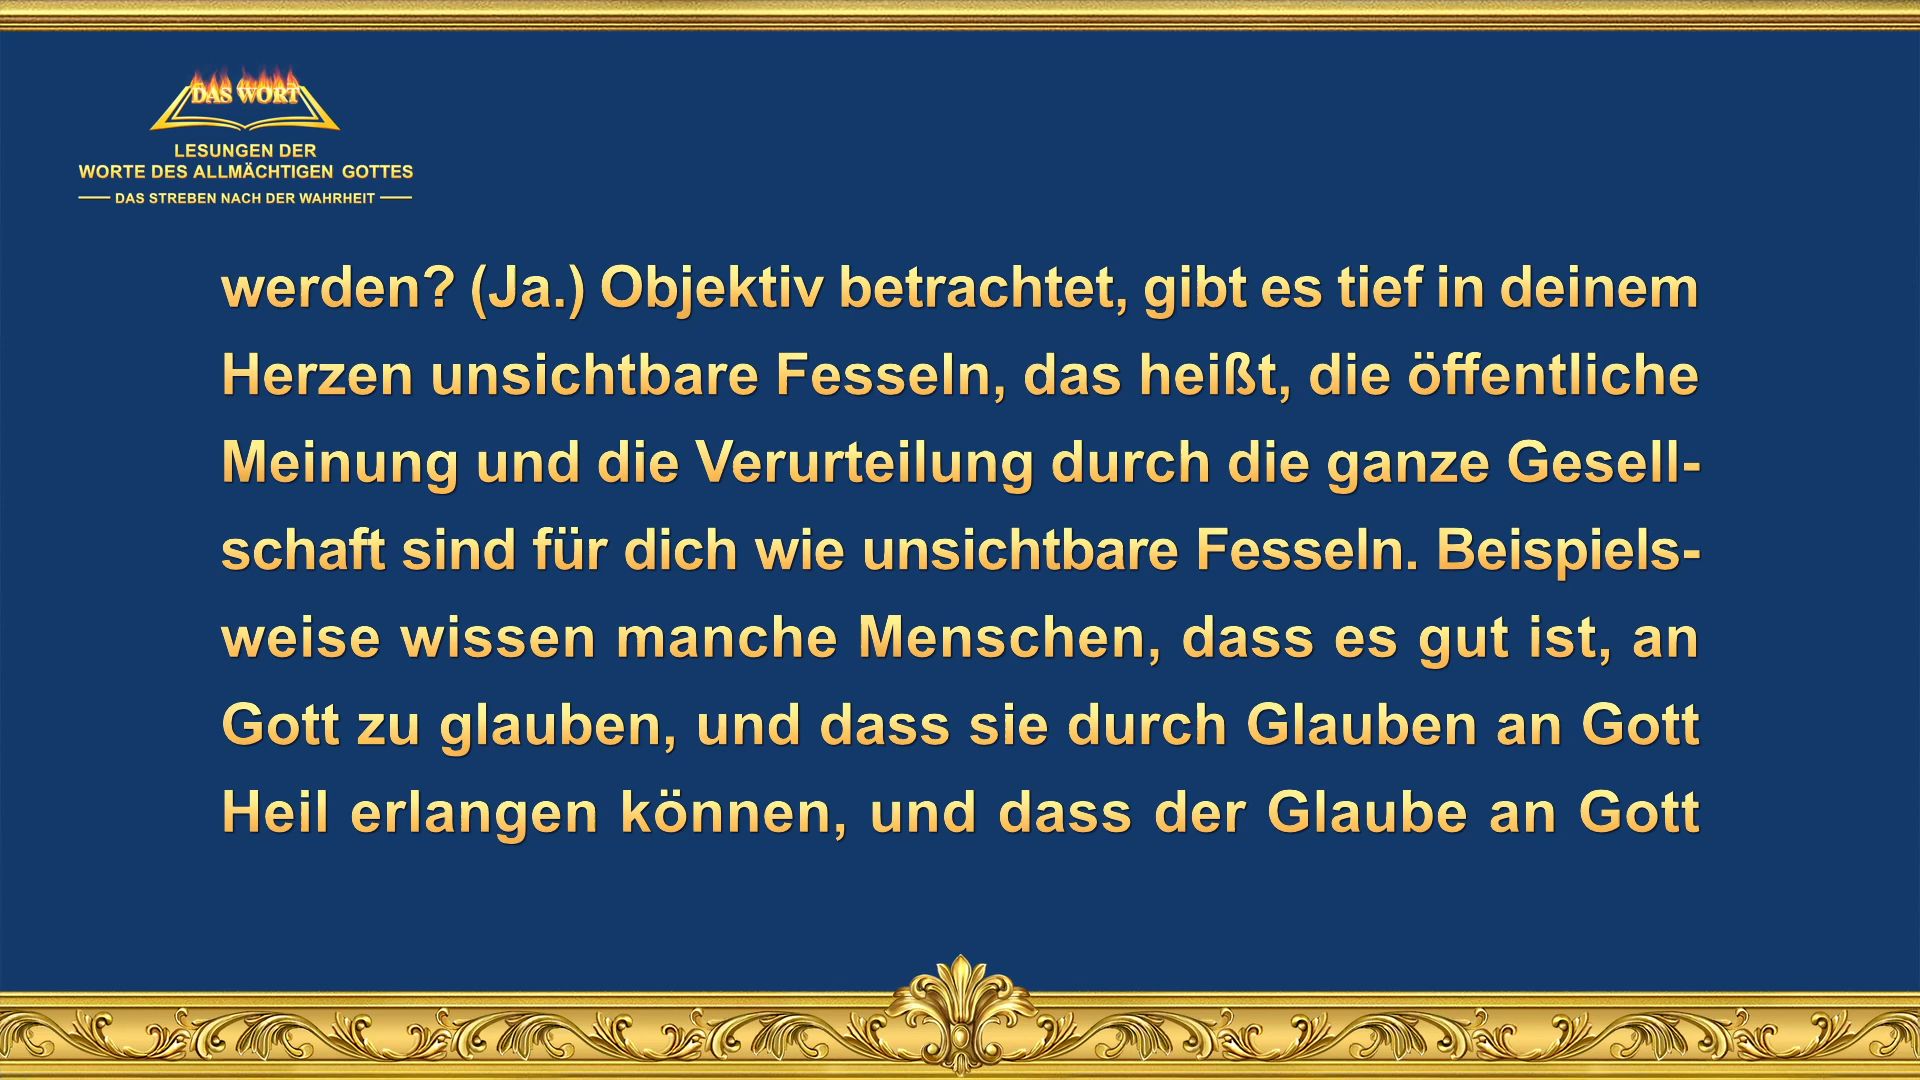 DAS WORT
LESUNGEN DER
WORTE DES ALLMÄCHTIGEN GOTTES
DAS STREBEN NACH DER WAHRHEIT
werden? (Ja.) Objektiv betrachtet, gibt es tief in deinem
Herzen unsichtbare Fesseln, das heißt, die öffentliche
Meinung und die Verurteilung durch die ganze Gesell-
schaft sind für dich wie unsichtbare Fesseln. Beispiels-
weise wissen manche Menschen, dass es gut ist, an
Gott zu glauben, und dass sie durch Glauben an Gott
Heil erlangen können, und dass der Glaube an Gott